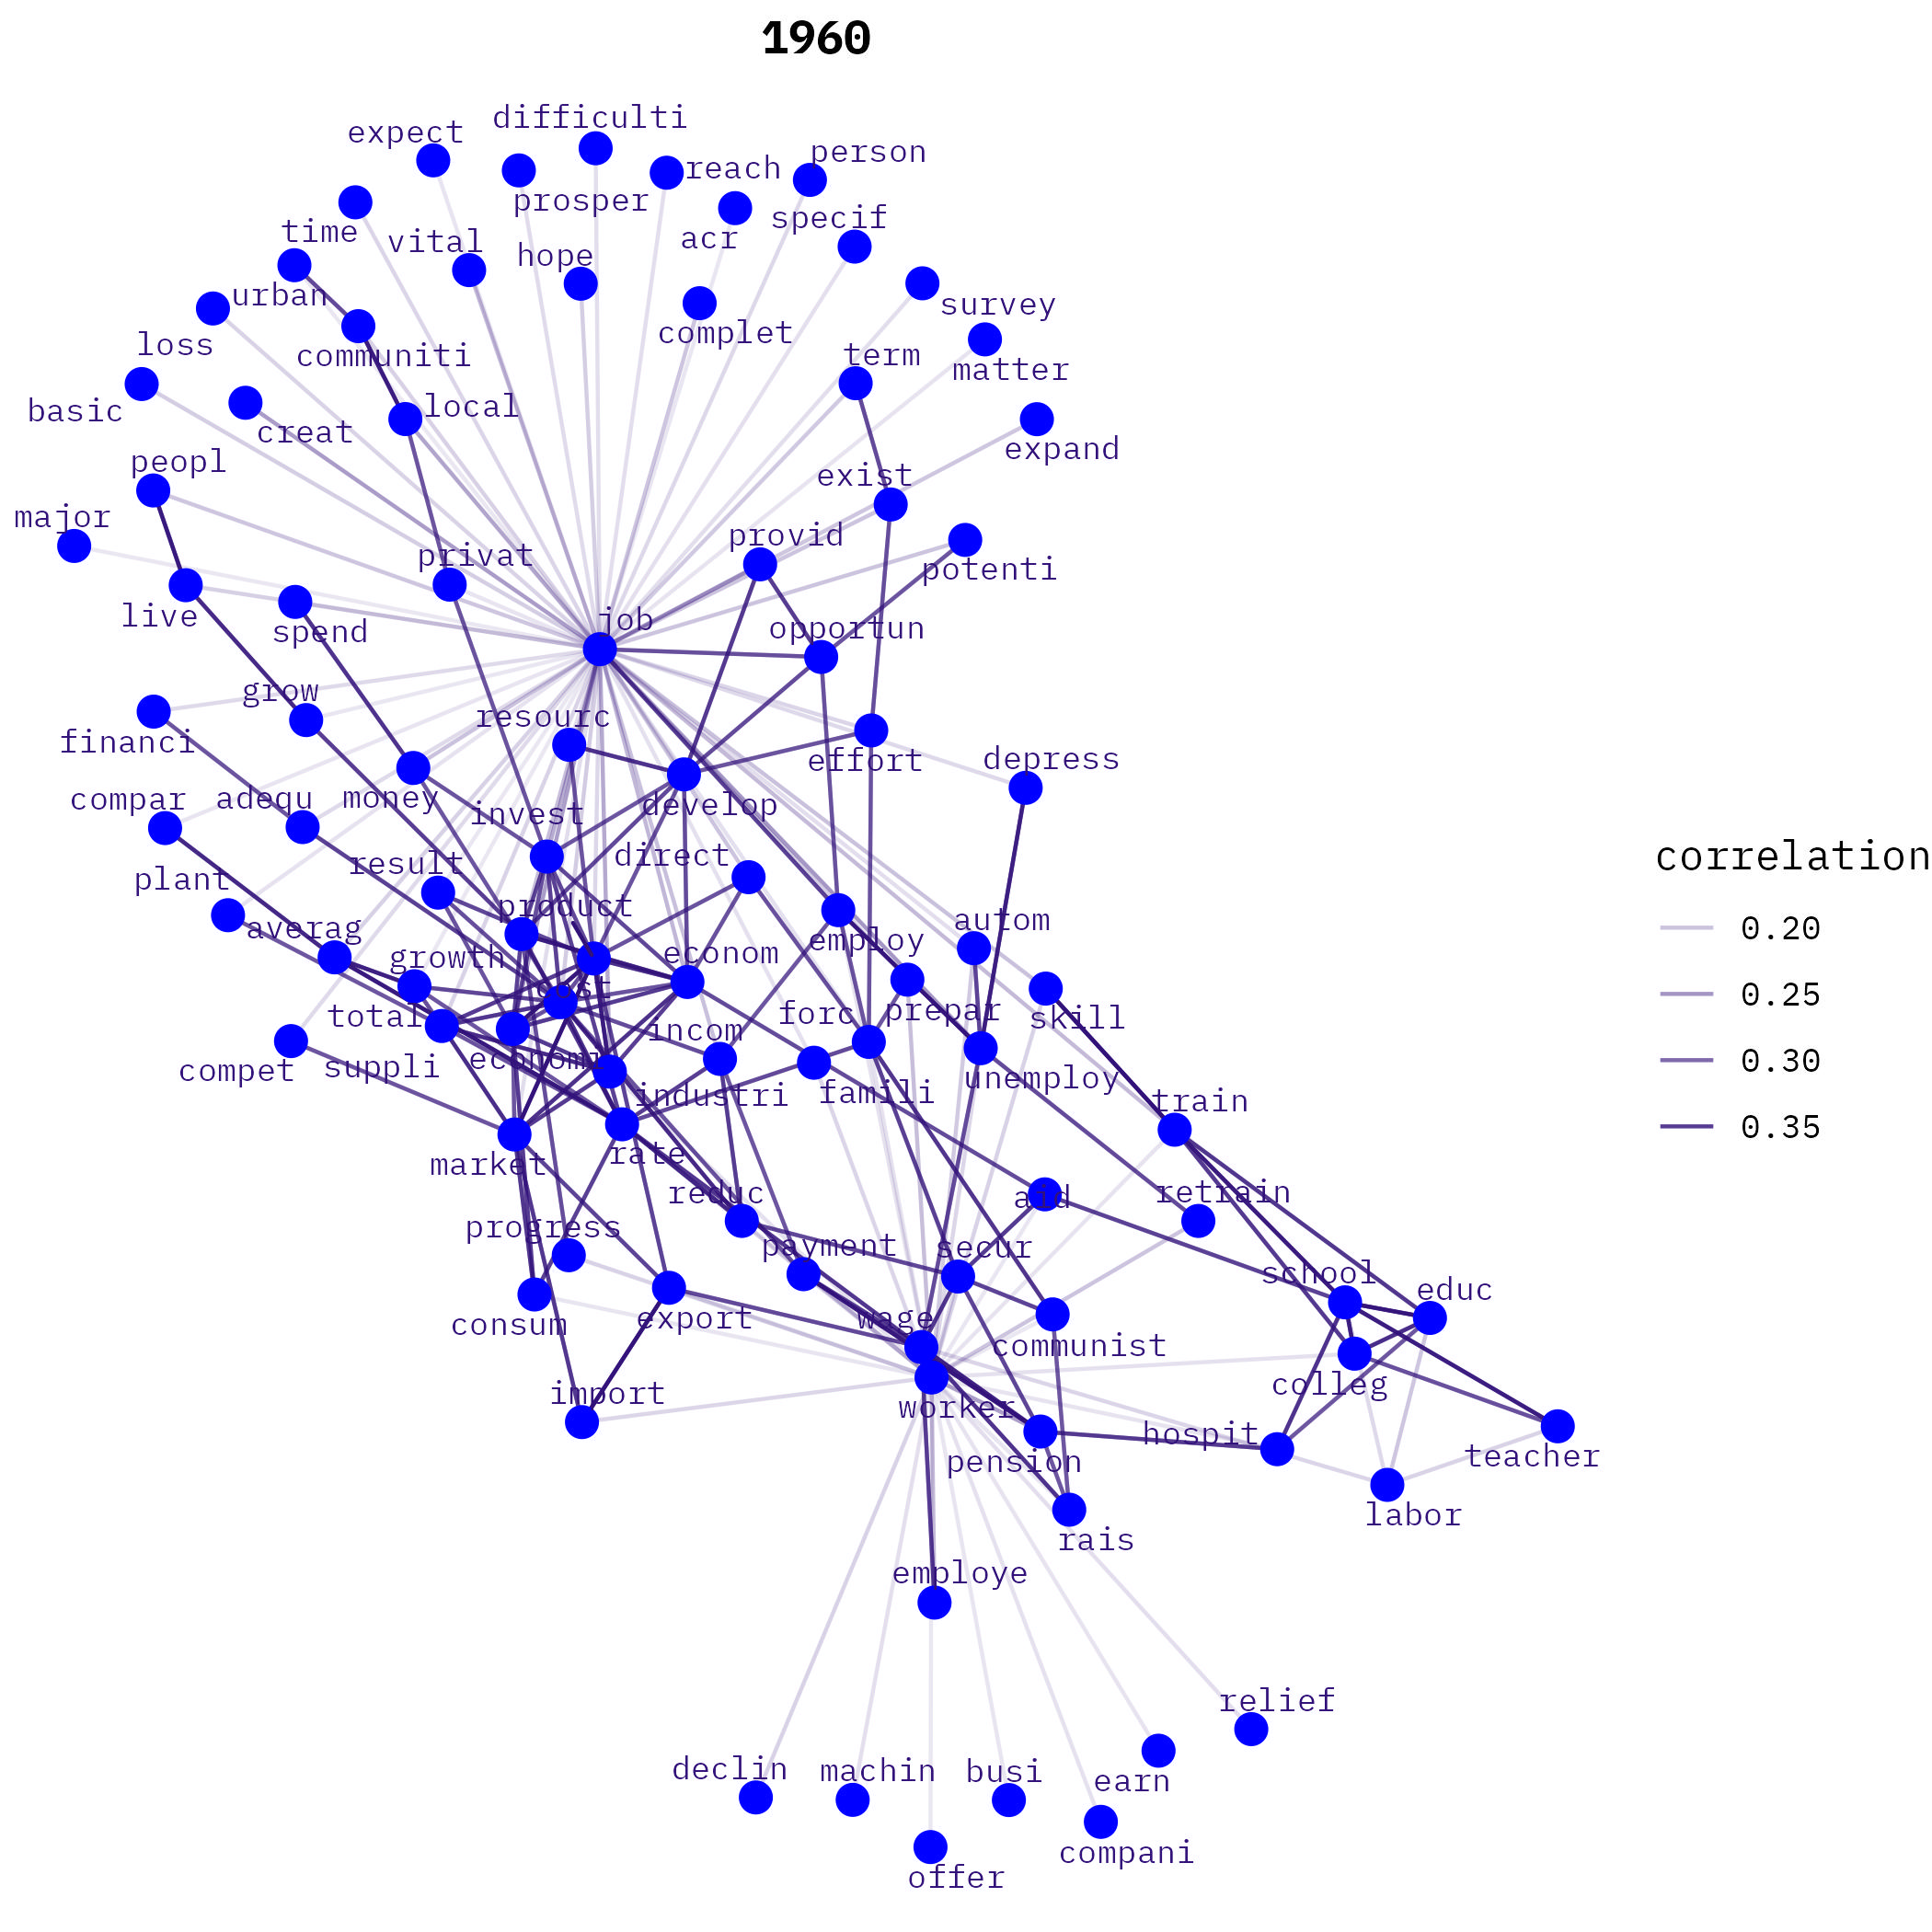 1960
difficulti
expect
person
reach
prosper
specif
acr
time
vital
hope
urban
survey
complet
loss
communiti
term
matter
basic
local
creat
expand
peopl
exist
major
provid
privat
potenti
live
job
spend
opportun
grow
resourc
financi
effort
depress
compar
adequ
money
develop
invest
correlation
direct
result
plant
product
autom
0.20
averag
employ
econom
growth
cost
0.25
total
forc
prepar
skill
incom
economi
0.30
compet
suppli
unemploy
industri
famili
train
0.35
rate
market
reduc
aid
retrain
progress
payment
secur
school
educ
consum
export
wage
communist
colleg
import
worker
hospit
pension
teacher
labor
rais
employe
relief
declin
machin
busi
earn
compani
offer